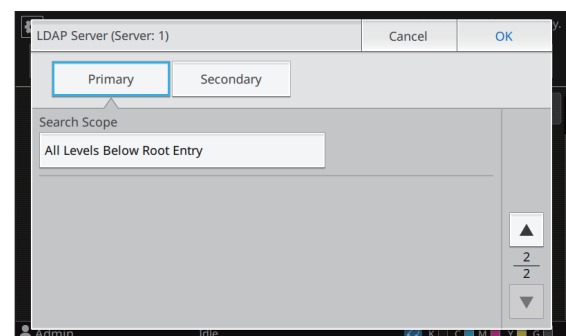 LDAP Server (Server: 1)
Cancel
OK
y.
Primary
Secondary
Search Scope
All Levels Below Root Entry
2
2
Admin
Idle
K C M Y G